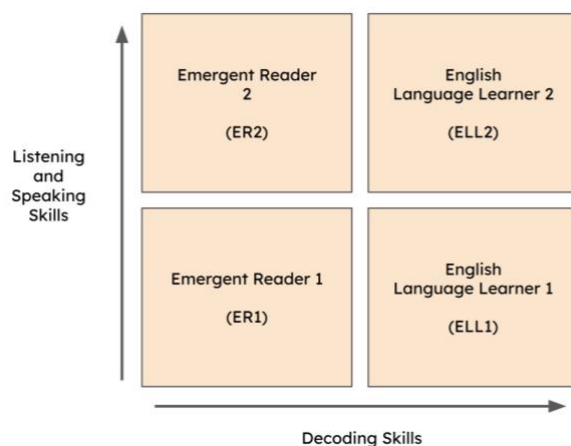 Emergent Reader
2
(ER2)
English
Language Learner 2
(ELL2)
Listening
and
Speaking
Skills
Emergent Reader 1
(ER1)
English
Language Learner 1
(ELL1)
Decoding Skills